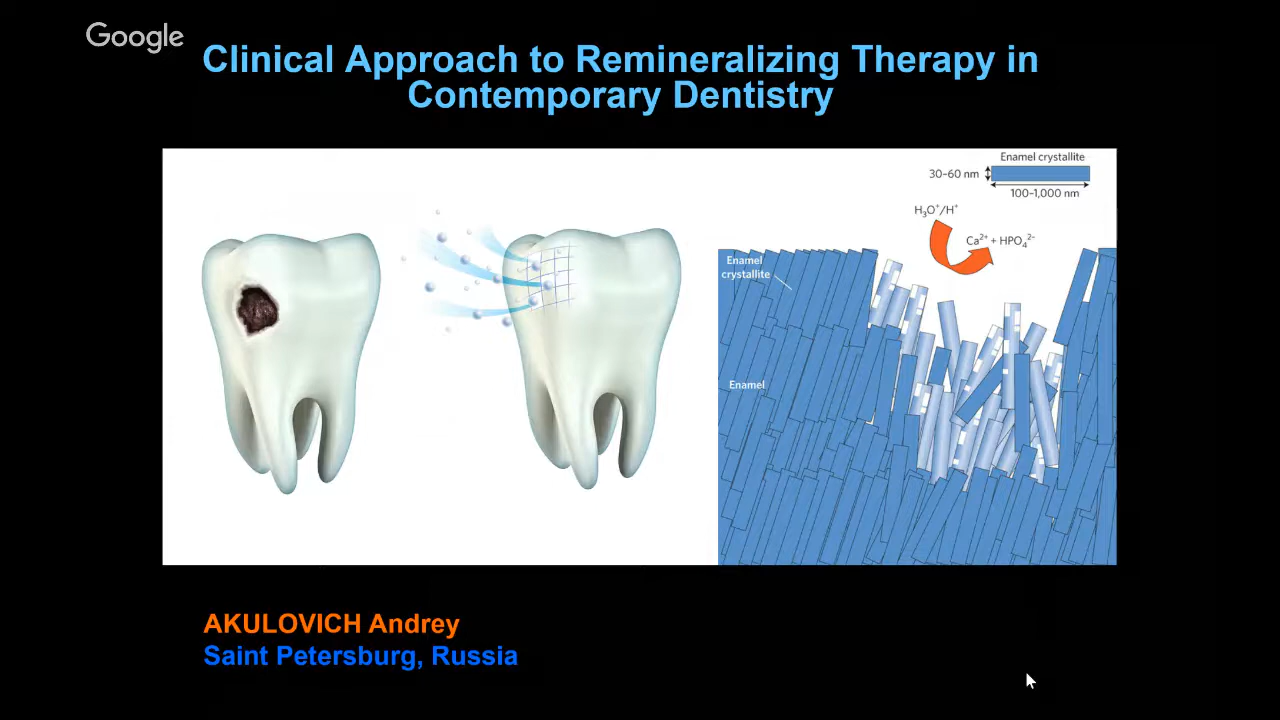 Google
Clinical Approach to Remineralizing Therapy in
Contemporary Dentistry
Enamel crystallite
30–60 nm
100–1,000 nm
H₃O⁺/H⁺
Ca²⁺ + HPO₄²⁻
Enamel
crystallite
Enamel
AKULOVICH Andrey
Saint Petersburg, Russia